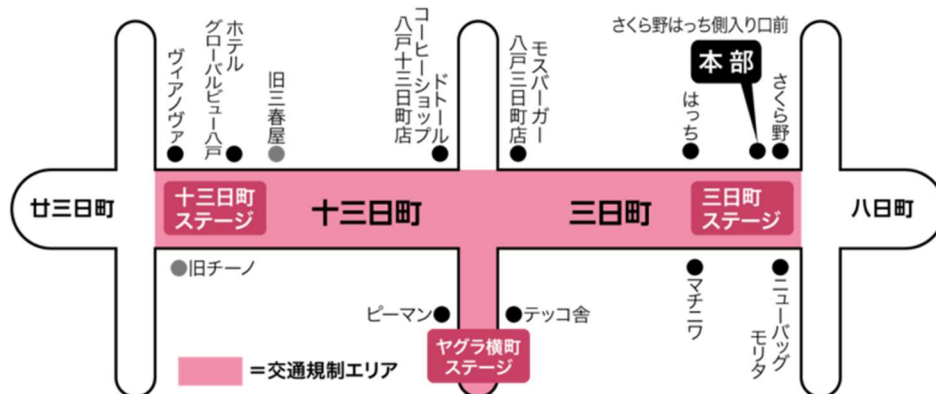 さくら野はっち側入り口前
本部
ヴィアノヴァ
ホテル
グローバルビュー八戸
旧三春屋
ドトール
コーヒーショップ
八戸十三日町店
モスバーガー
八戸三日町店
はっち
さくら野
廿三日町
十三日町
ステージ
十三日町
三日町
三日町
ステージ
八日町
旧チーノ
ピーマン
テッコ舎
マチニワ
ニューバッグ
モリタ
ヤグラ横町
ステージ
=交通規制エリア